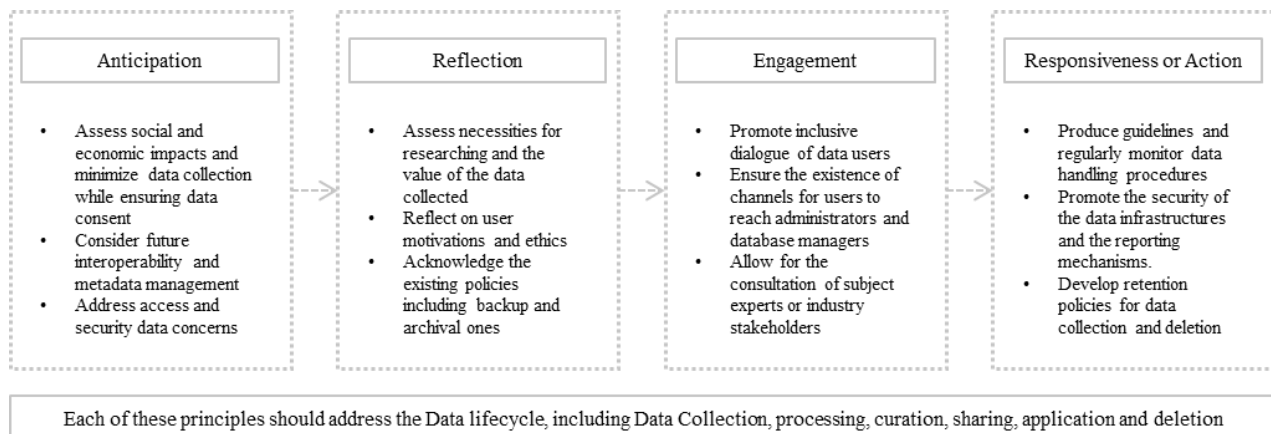 Anticipation
• Assess social and
economic impacts and
minimize data collection
while ensuring data
consent
• Consider future
interoperability and
metadata management
• Address access and
security data concerns
Reflection
• Assess necessities for
researching and the
value of the data
collected
• Reflect on user
motivations and ethics
• Acknowledge the
existing policies
including backup and
archival ones
Engagement
• Promote inclusive
dialogue of data users
• Ensure the existence of
channels for users to
reach administrators and
database managers
• Allow for the
consultation of subject
experts or industry
stakeholders
Responsiveness or Action
• Produce guidelines and
regularly monitor data
handling procedures
• Promote the security of
the data infrastructures
and the reporting
mechanisms.
• Develop retention
policies for data
collection and deletion
Each of these principles should address the Data lifecycle, including Data Collection, processing, curation, sharing, application and deletion